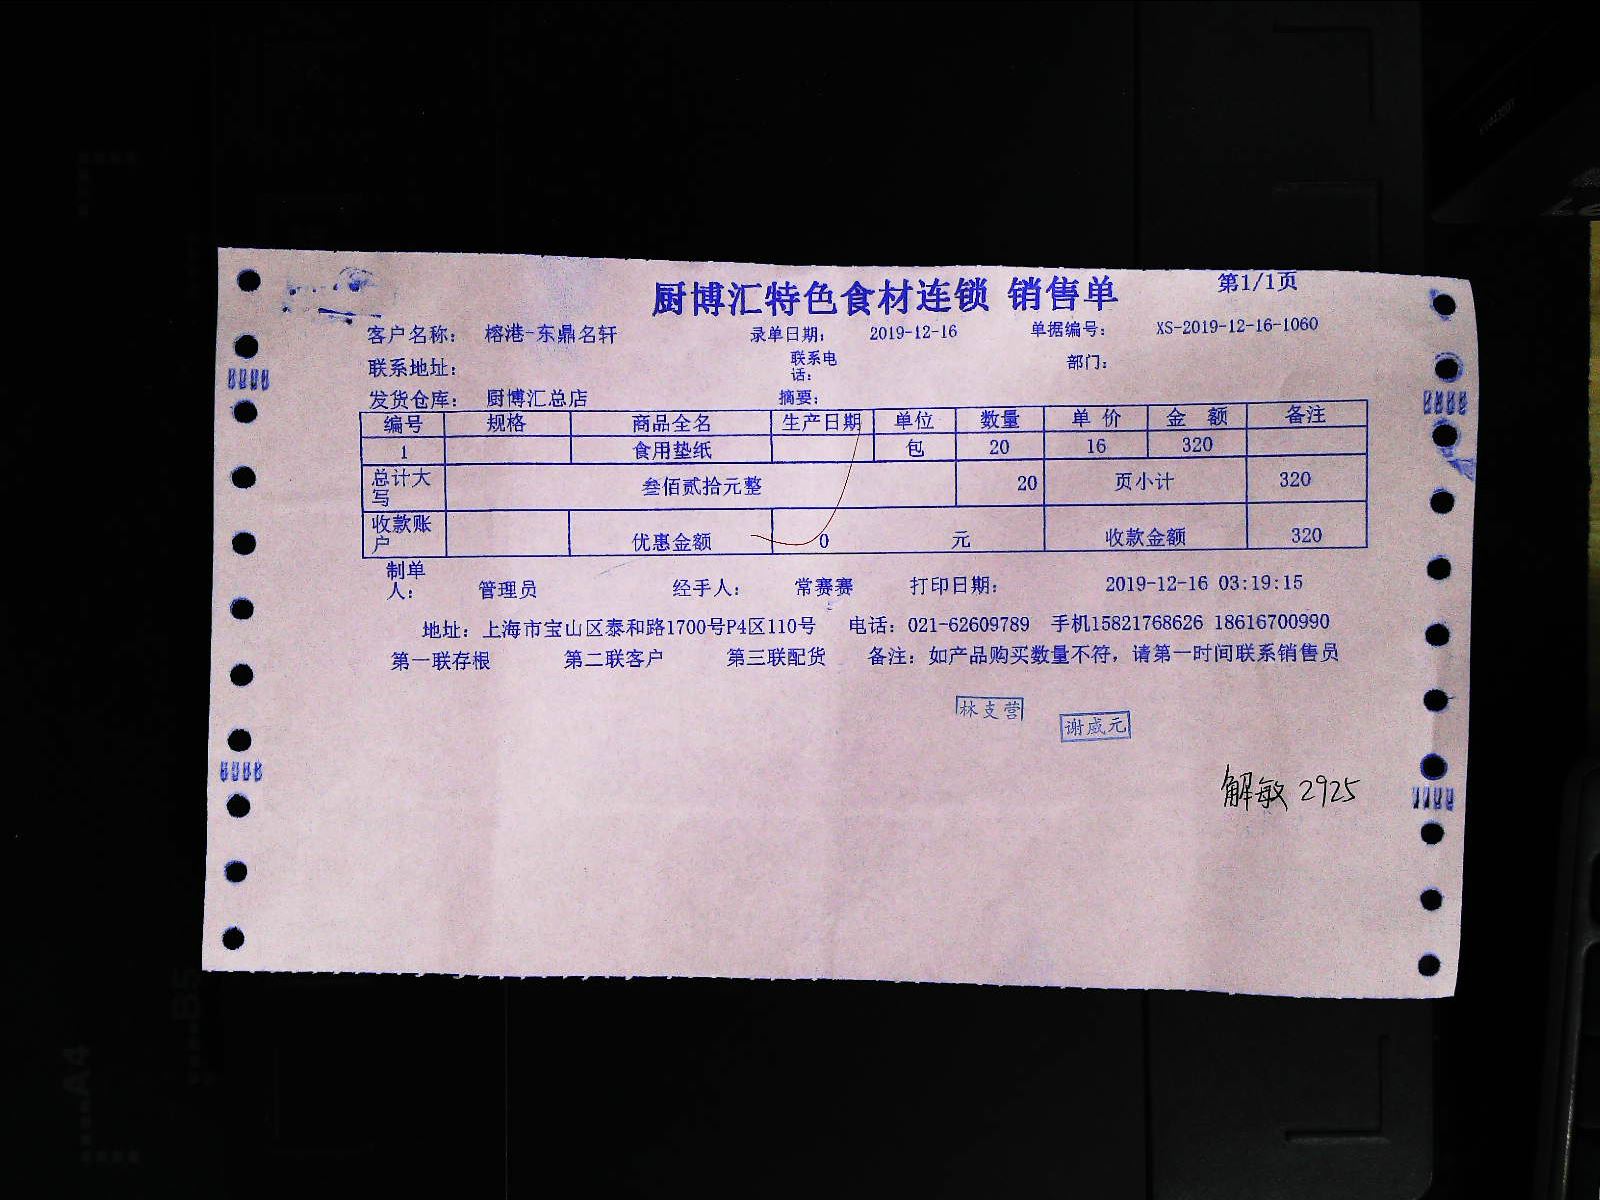 厨博汇特色食材连锁 销售单 第1/1页
客户名称： 榕港-东鼎名轩 录单日期： 2019-12-16 单据编号： XS-2019-12-16-1060
联系地址： 联系电话： 部门：
发货仓库： 厨博汇总店 摘要：
编号 规格 商品全名 生产日期 单位 数量 单 价 金 额 备注
1 食用垫纸 包 20 16 320
总计大写 叁佰贰拾元整 20 页小计 320
收款账户 优惠金额 0 元 收款金额 320
制单人： 管理员 经手人： 常赛赛 打印日期： 2019-12-16 03:19:15
地址：上海市宝山区泰和路1700号P4区110号 电话：021-62609789 手机15821768626 18616700990
第一联存根 第二联客户 第三联配货 备注：如产品购买数量不符，请第一时间联系销售员
林支营
谢咸元
解敏 2925
A4
B5